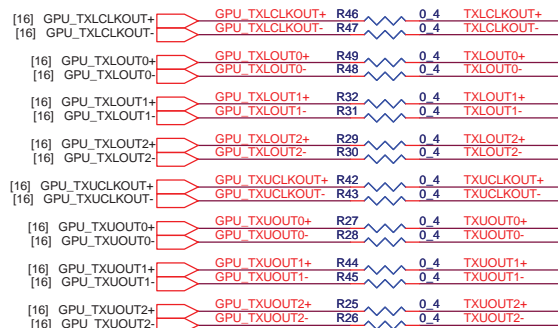 [16] GPU_TXLCLKOUT+ GPU_TXLCLKOUT+ R46 0_4 TXLCLKOUT+
[16] GPU_TXLCLKOUT- GPU_TXLCLKOUT- R47 0_4 TXLCLKOUT-
[16] GPU_TXLOUT0+ GPU_TXLOUT0+ R49 0_4 TXLOUT0+
[16] GPU_TXLOUT0- GPU_TXLOUT0- R48 0_4 TXLOUT0-
[16] GPU_TXLOUT1+ GPU_TXLOUT1+ R32 0_4 TXLOUT1+
[16] GPU_TXLOUT1- GPU_TXLOUT1- R31 0_4 TXLOUT1-
[16] GPU_TXLOUT2+ GPU_TXLOUT2+ R29 0_4 TXLOUT2+
[16] GPU_TXLOUT2- GPU_TXLOUT2- R30 0_4 TXLOUT2-
[16] GPU_TXUCLKOUT+ GPU_TXUCLKOUT+ R42 0_4 TXUCLKOUT+
[16] GPU_TXUCLKOUT- GPU_TXUCLKOUT- R43 0_4 TXUCLKOUT-
[16] GPU_TXUOUT0+ GPU_TXUOUT0+ R27 0_4 TXUOUT0+
[16] GPU_TXUOUT0- GPU_TXUOUT0- R28 0_4 TXUOUT0-
[16] GPU_TXUOUT1+ GPU_TXUOUT1+ R44 0_4 TXUOUT1+
[16] GPU_TXUOUT1- GPU_TXUOUT1- R45 0_4 TXUOUT1-
[16] GPU_TXUOUT2+ GPU_TXUOUT2+ R25 0_4 TXUOUT2+
[16] GPU_TXUOUT2- GPU_TXUOUT2- R26 0_4 TXUOUT2-